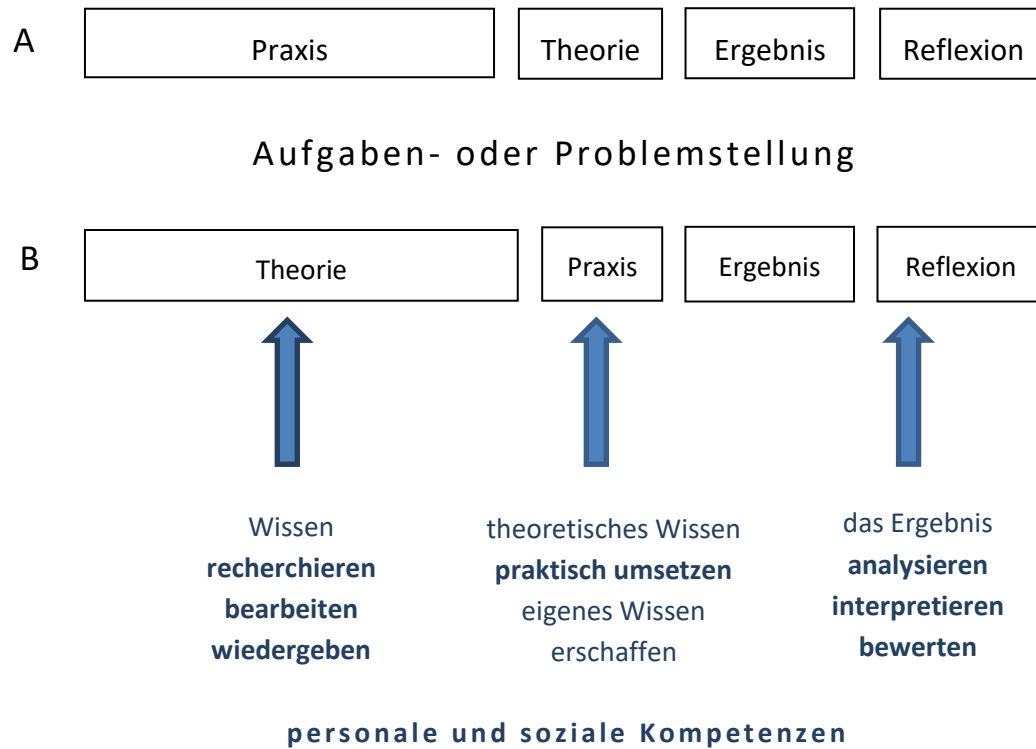 A Praxis Theorie Ergebnis Reflexion
Aufgaben- oder Problemstellung
B Theorie Praxis Ergebnis Reflexion
Wissen
recherchieren
bearbeiten
wiedergeben
theoretisches Wissen
praktisch umsetzen
eigenes Wissen
erschaffen
das Ergebnis
analysieren
interpretieren
bewerten
personale und soziale Kompetenzen